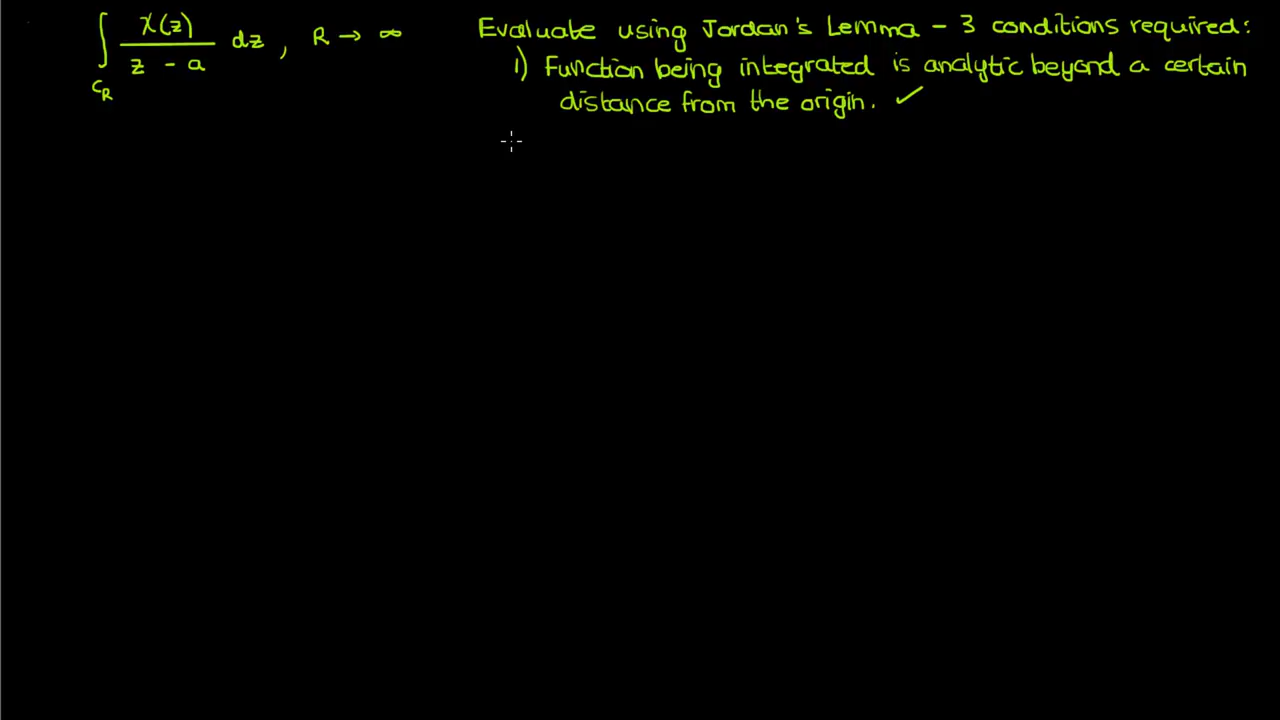 ∫_{C_R} χ(z) / (z - a) dz , R → ∞
Evaluate using Jordan's Lemma - 3 conditions required:
1) Function being integrated is analytic beyond a certain
distance from the origin. ✓